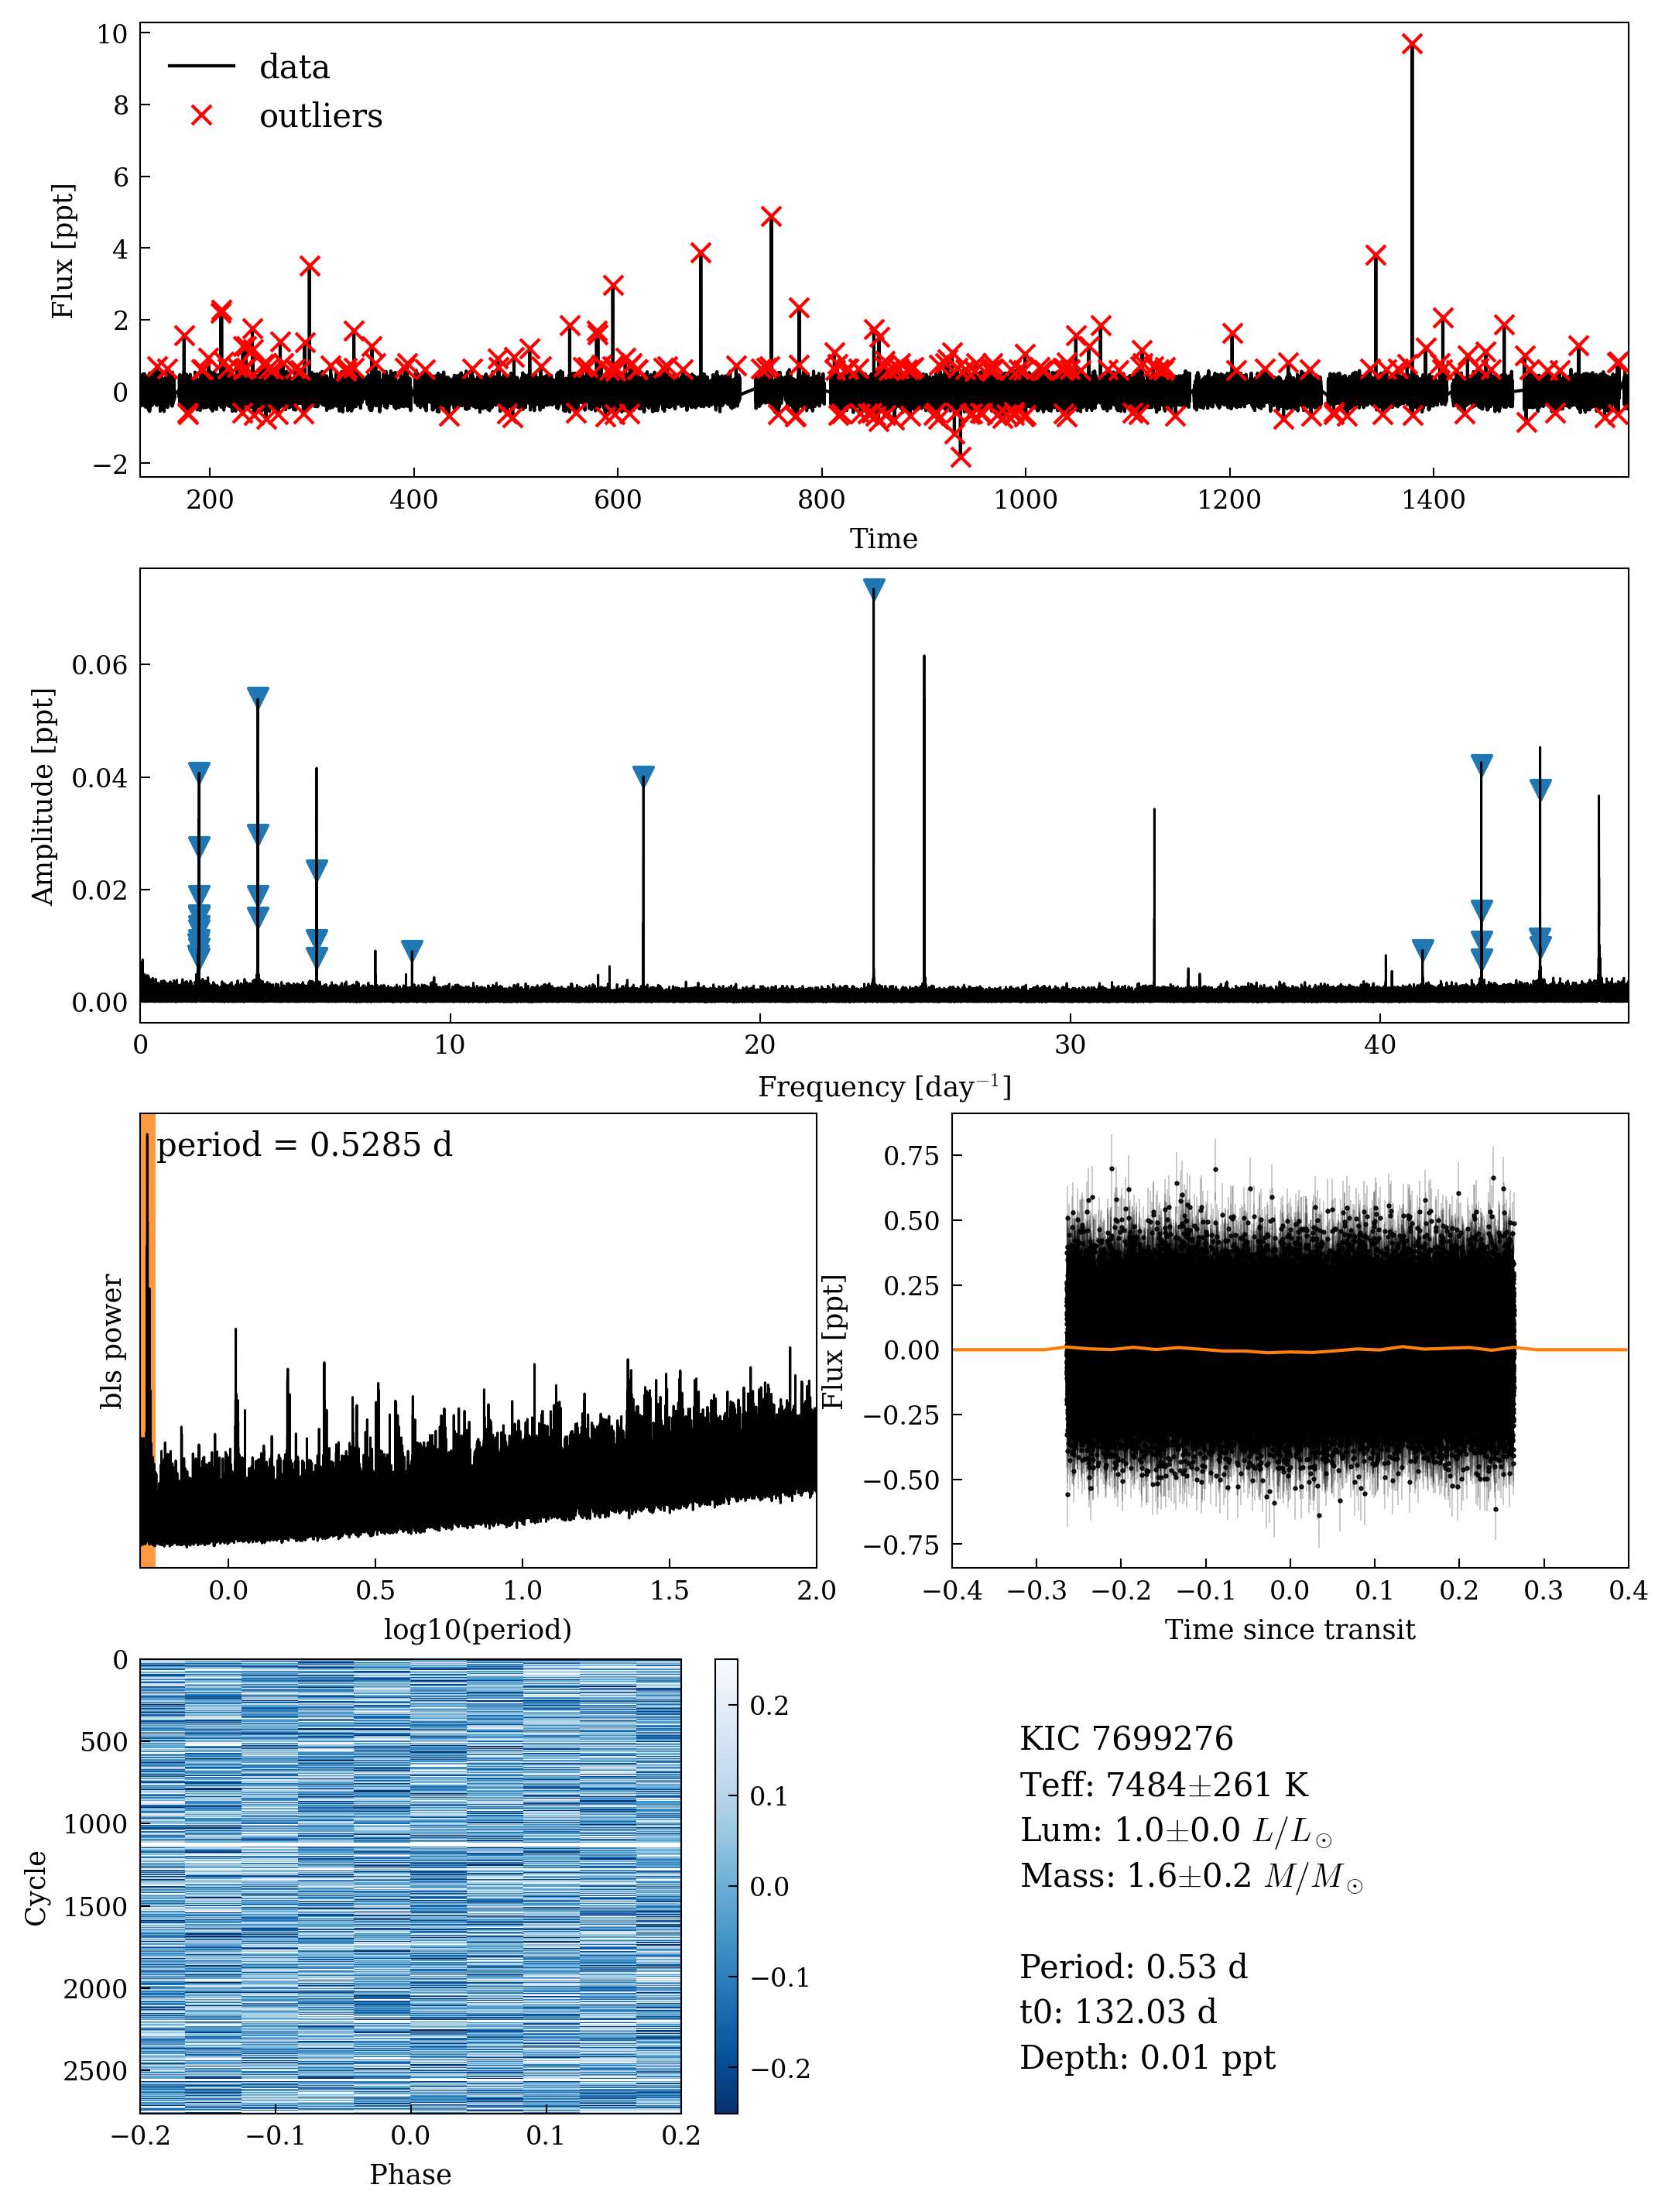 10
8
6
4
2
0
−2
Flux [ppt]
data
outliers
200 400 600 800 1000 1200 1400
Time
0.06
0.04
0.02
0.00
Amplitude [ppt]
0 10 20 30 40
Frequency [day⁻¹]
period = 0.5285 d
bls power
0.0 0.5 1.0 1.5 2.0
log10(period)
0.75
0.50
0.25
0.00
−0.25
−0.50
−0.75
Flux [ppt]
−0.4 −0.3 −0.2 −0.1 0.0 0.1 0.2 0.3 0.4
Time since transit
0
500
1000
1500
2000
2500
Cycle
−0.2 −0.1 0.0 0.1 0.2
Phase
0.2
0.1
0.0
−0.1
−0.2
KIC 7699276
Teff: 7484±261 K
Lum: 1.0±0.0 L/L⊙
Mass: 1.6±0.2 M/M⊙
Period: 0.53 d
t0: 132.03 d
Depth: 0.01 ppt